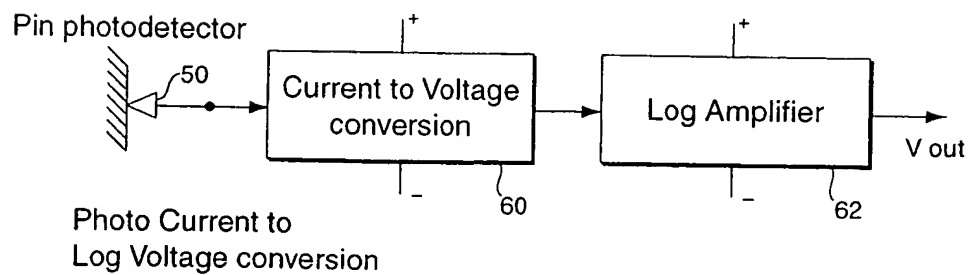 Pin photodetector
50
+
Current to Voltage
conversion
-
60
+
Log Amplifier
-
62
V out
Photo Current to
Log Voltage conversion